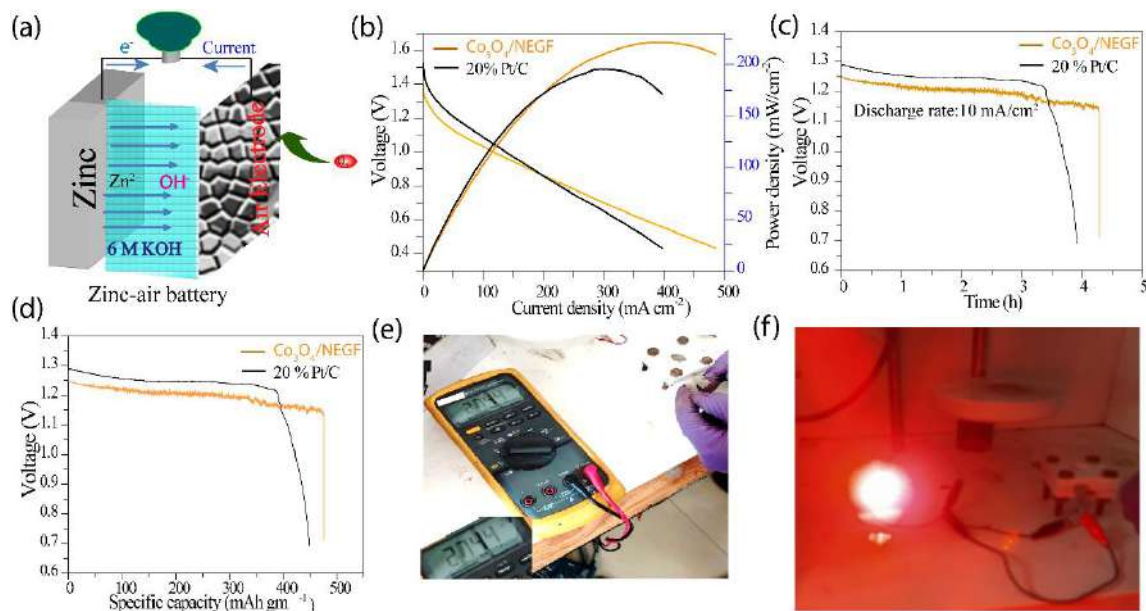 (a)
e-
Current
Zinc
Zn2-
OH-
Air Electrode
6 M KOH
Zinc-air battery
(b)
Co3O4/NEGF
20% Pt/C
1.6
1.4
1.2
1.0
0.8
0.6
0.4
Voltage (V)
200
150
100
50
0
Power density (mW/cm2)
0 100 200 300 400 500
Current density (mA cm-2)
(c)
Co3O4/NEGF
20 % Pt/C
Discharge rate:10 mA/cm2
1.4
1.3
1.2
1.1
1.0
0.9
0.8
0.7
0.6
Voltage (V)
0 1 2 3 4 5
Time (h)
(d)
Co3O4/NEGF
20 % Pt/C
1.4
1.3
1.2
1.1
1.0
0.9
0.8
0.7
0.6
Voltage (V)
0 100 200 300 400 500
Specific capacity (mAh gm-1)
(e)
(f)